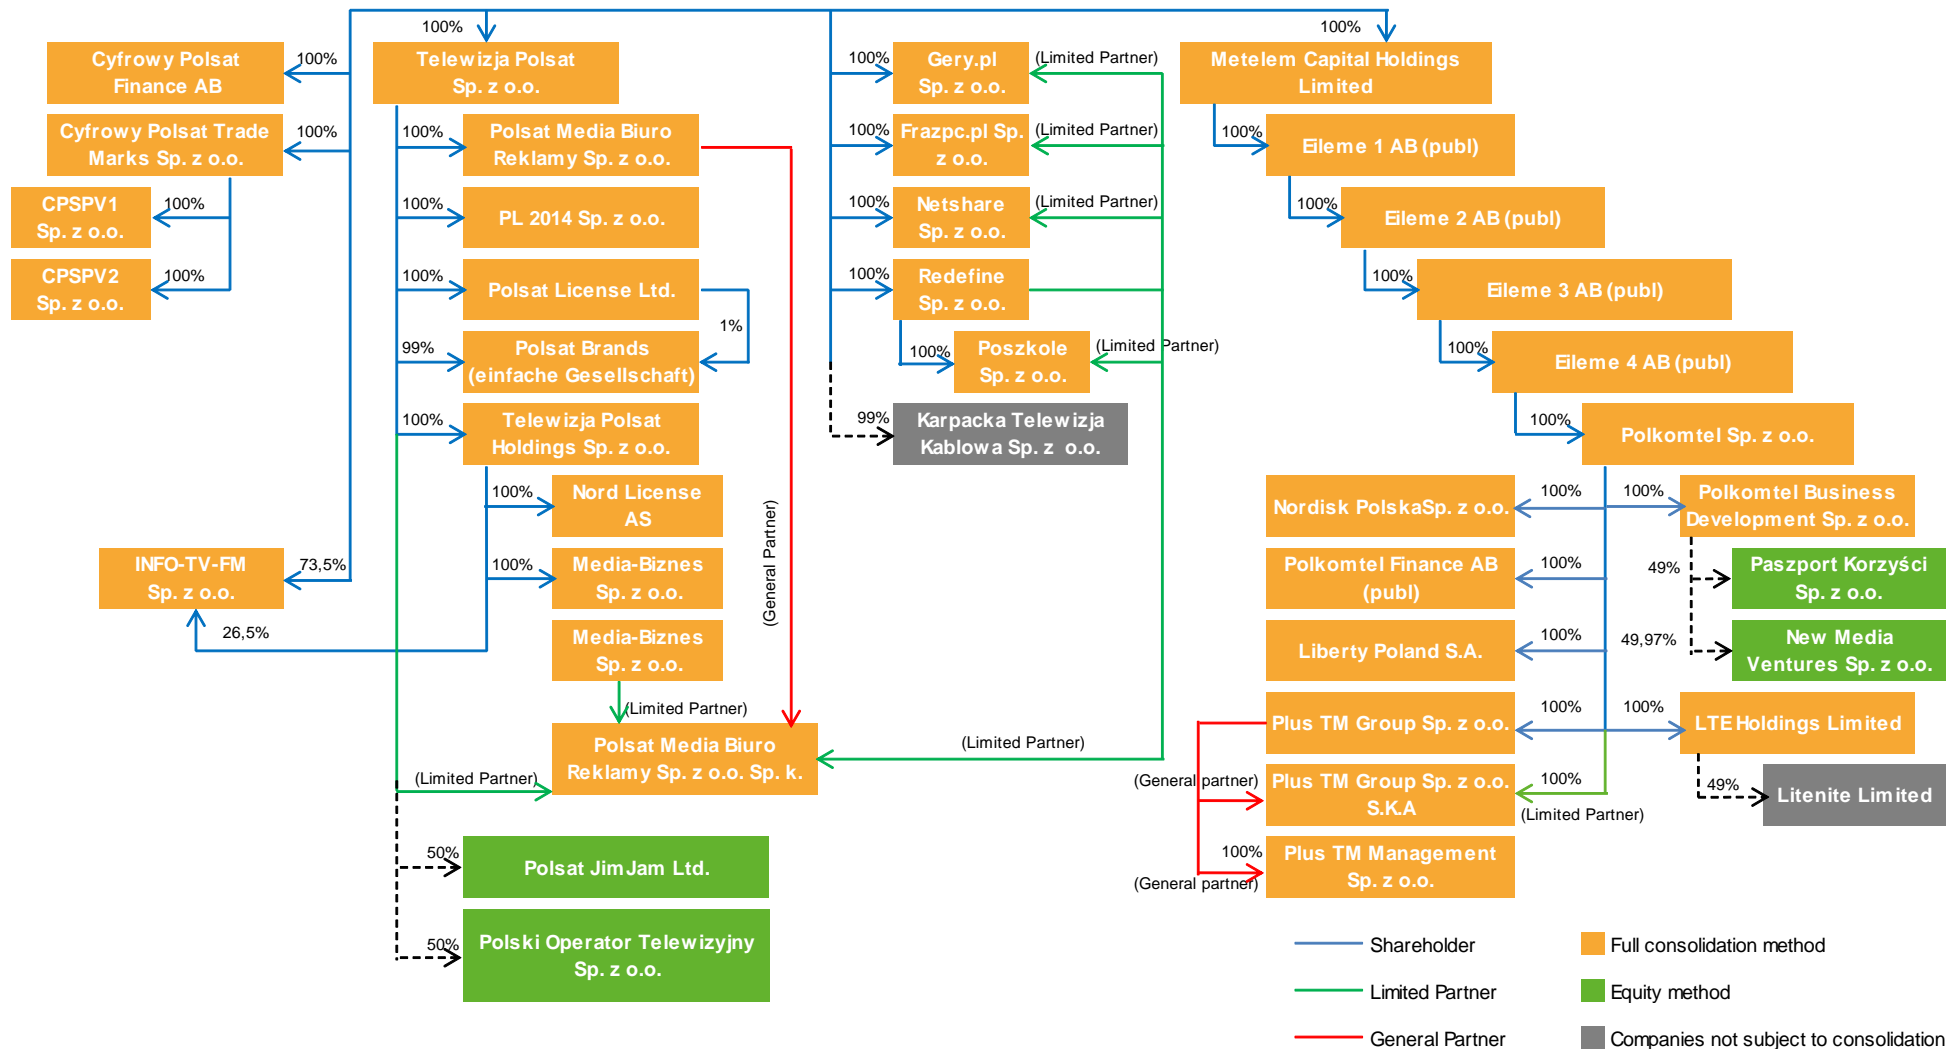 100%
100%
100%
Cyfrowy Polsat
Finance AB
100%
Telewizja Polsat
Sp. z o.o.
100%
Gery.pl
Sp. z o.o.
(Limited Partner)
Metelem Capital Holdings
Limited
Cyfrowy Polsat Trade
Marks Sp. z o.o.
100%
100%
Polsat Media Biuro
Reklamy Sp. z o.o.
100%
Frazpc.pl Sp.
z o.o.
(Limited Partner)
100%
Eileme 1 AB (publ)
CPSPV1
Sp. z o.o.
100%
100%
PL 2014 Sp. z o.o.
100%
Netshare
Sp. z o.o.
(Limited Partner)
100%
Eileme 2 AB (publ)
CPSPV2
Sp. z o.o.
100%
100%
Polsat License Ltd.
1%
100%
Redefine
Sp. z o.o.
100%
Eileme 3 AB (publ)
99%
Polsat Brands
(einfache Gesellschaft)
100%
Poszkole
Sp. z o.o.
(Limited Partner)
100%
Eileme 4 AB (publ)
100%
Telewizja Polsat
Holdings Sp. z o.o.
99%
Karpacka Telewizja
Kablowa Sp. z o.o.
100%
Polkomtel Sp. z o.o.
100%
Nord License
AS
Nordisk PolskaSp. z o.o.
100%
100%
Polkomtel Business
Development Sp. z o.o.
INFO-TV-FM
Sp. z o.o.
73,5%
100%
Media-Biznes
Sp. z o.o.
(General Partner)
Polkomtel Finance AB
(publ)
100%
49%
Paszport Korzyści
Sp. z o.o.
26,5%
Media-Biznes
Sp. z o.o.
Liberty Poland S.A.
100%
49,97%
New Media
Ventures Sp. z o.o.
(Limited Partner)
Polsat Media Biuro
Reklamy Sp. z o.o. Sp. k.
(Limited Partner)
Plus TM Group Sp. z o.o.
100%
100%
LTE Holdings Limited
(Limited Partner)
(General partner)
Plus TM Group Sp. z o.o.
S.K.A
100%
(Limited Partner)
49%
Litenite Limited
50%
Polsat JimJam Ltd.
100%
(General partner)
Plus TM Management
Sp. z o.o.
50%
Polski Operator Telewizyjny
Sp. z o.o.
Shareholder
Full consolidation method
Limited Partner
Equity method
General Partner
Companies not subject to consolidation